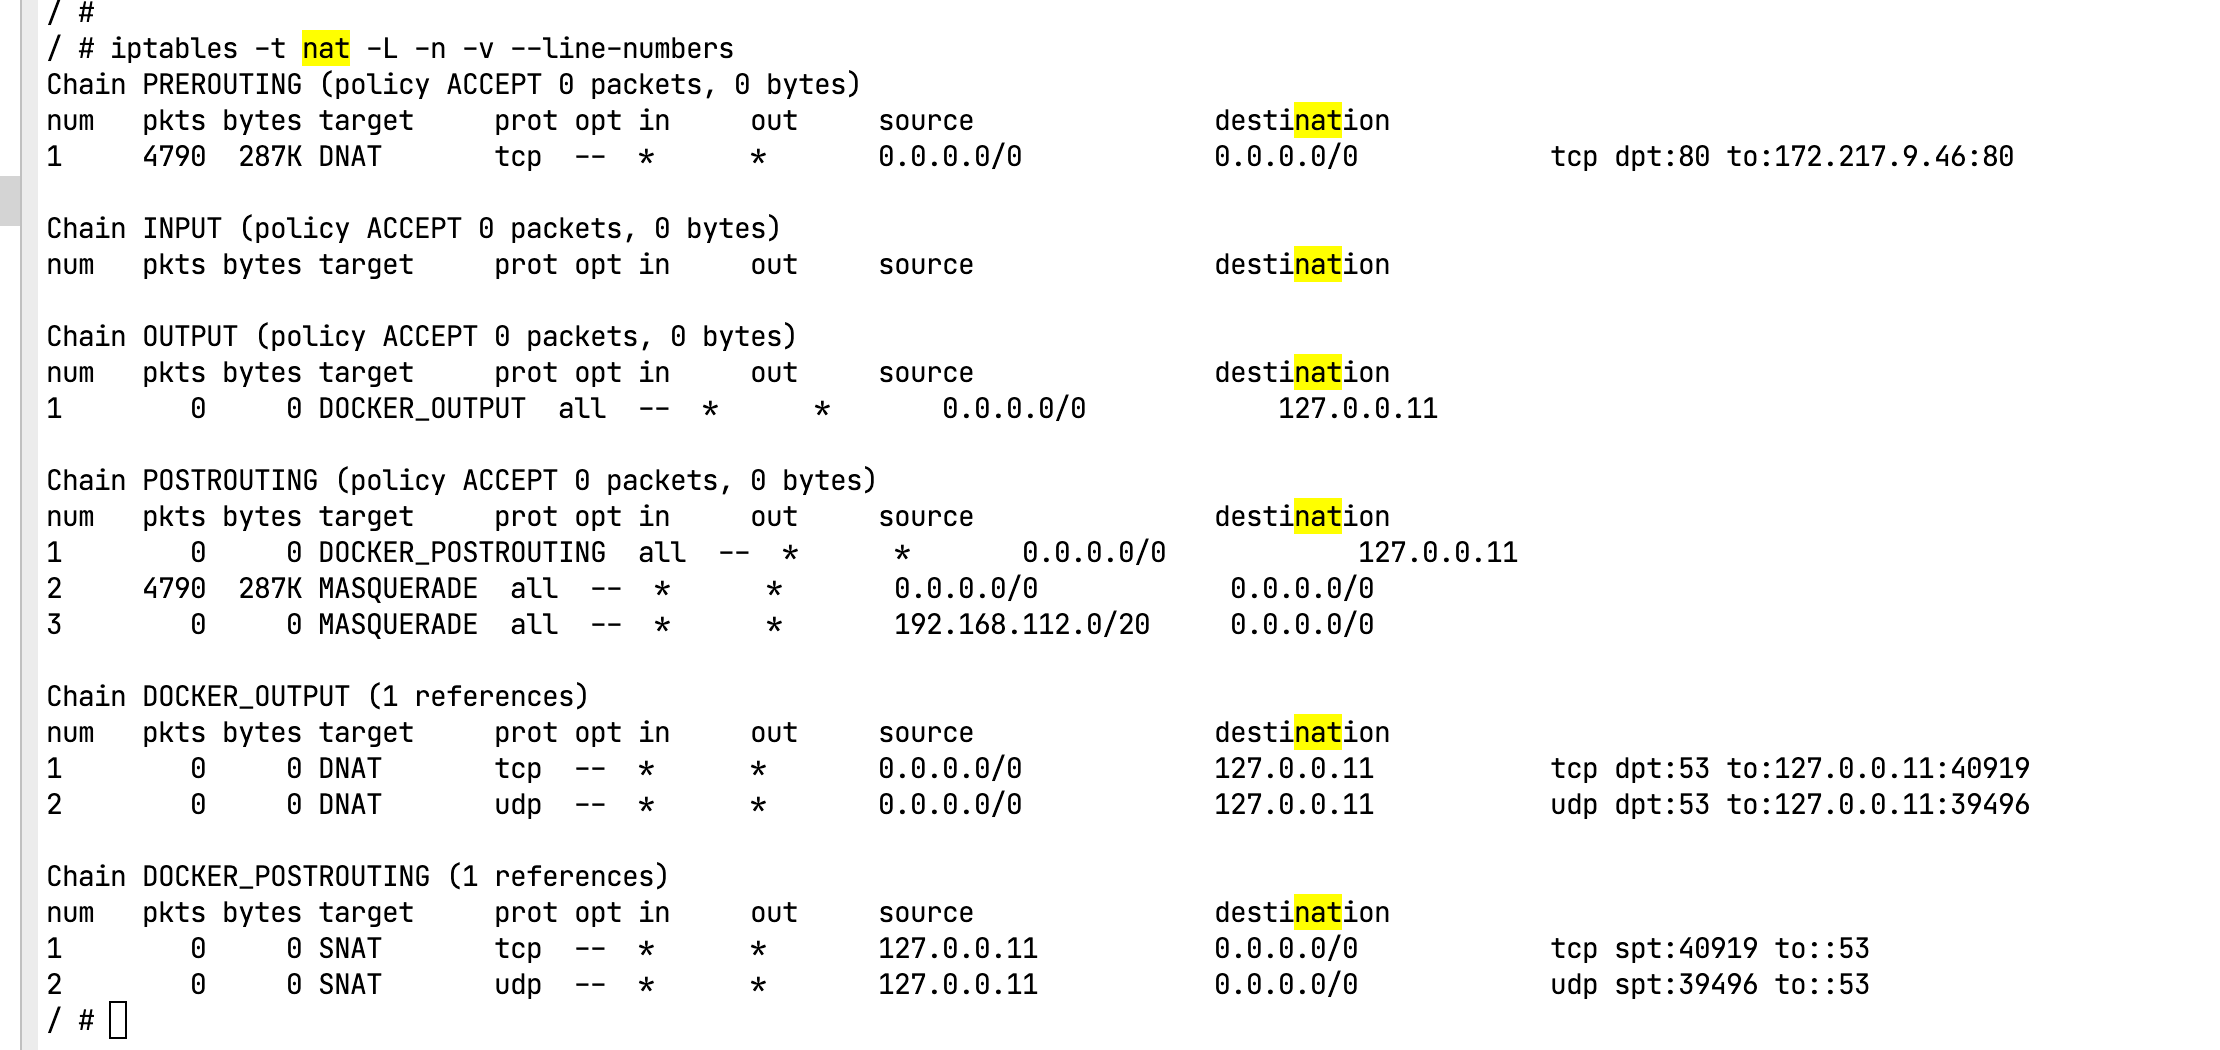 / #
/ # iptables -t nat -L -n -v --line-numbers
Chain PREROUTING (policy ACCEPT 0 packets, 0 bytes)
num   pkts bytes target     prot opt in     out     source               destination
1     4790  287K DNAT       tcp  --  *      *       0.0.0.0/0            0.0.0.0/0            tcp dpt:80 to:172.217.9.46:80
Chain INPUT (policy ACCEPT 0 packets, 0 bytes)
num   pkts bytes target     prot opt in     out     source               destination
Chain OUTPUT (policy ACCEPT 0 packets, 0 bytes)
num   pkts bytes target     prot opt in     out     source               destination
1        0     0 DOCKER_OUTPUT  all  --  *      *       0.0.0.0/0            127.0.0.11
Chain POSTROUTING (policy ACCEPT 0 packets, 0 bytes)
num   pkts bytes target     prot opt in     out     source               destination
1        0     0 DOCKER_POSTROUTING  all  --  *      *       0.0.0.0/0            127.0.0.11
2     4790  287K MASQUERADE  all  --  *      *       0.0.0.0/0            0.0.0.0/0
3        0     0 MASQUERADE  all  --  *      *       192.168.112.0/20     0.0.0.0/0
Chain DOCKER_OUTPUT (1 references)
num   pkts bytes target     prot opt in     out     source               destination
1        0     0 DNAT       tcp  --  *      *       0.0.0.0/0            127.0.0.11           tcp dpt:53 to:127.0.0.11:40919
2        0     0 DNAT       udp  --  *      *       0.0.0.0/0            127.0.0.11           udp dpt:53 to:127.0.0.11:39496
Chain DOCKER_POSTROUTING (1 references)
num   pkts bytes target     prot opt in     out     source               destination
1        0     0 SNAT       tcp  --  *      *       127.0.0.11           0.0.0.0/0            tcp spt:40919 to::53
2        0     0 SNAT       udp  --  *      *       127.0.0.11           0.0.0.0/0            udp spt:39496 to::53
/ #